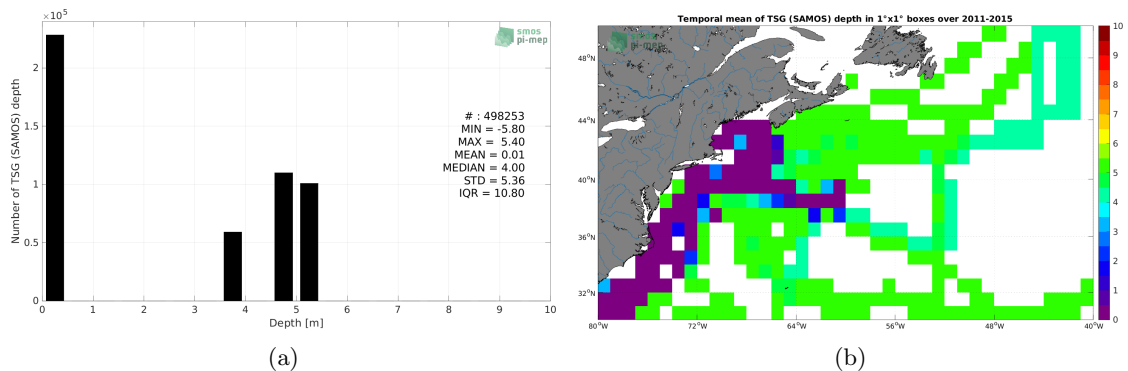 ×10⁵
2
1.5
1
0.5
0
Number of TSG (SAMOS) depth
smos
pi-mep
# : 498253
MIN = -5.80
MAX = 5.40
MEAN = 0.01
MEDIAN = 4.00
STD = 5.36
IQR = 10.80
0 1 2 3 4 5 6 7 8 9 10
Depth [m]
(a)
Temporal mean of TSG (SAMOS) depth in 1°x1° boxes over 2011-2015
smos
pi-mep
48°N
44°N
40°N
36°N
32°N
80°W 72°W 64°W 56°W 48°W 40°W
10
9
8
7
6
5
4
3
2
1
0
(b)